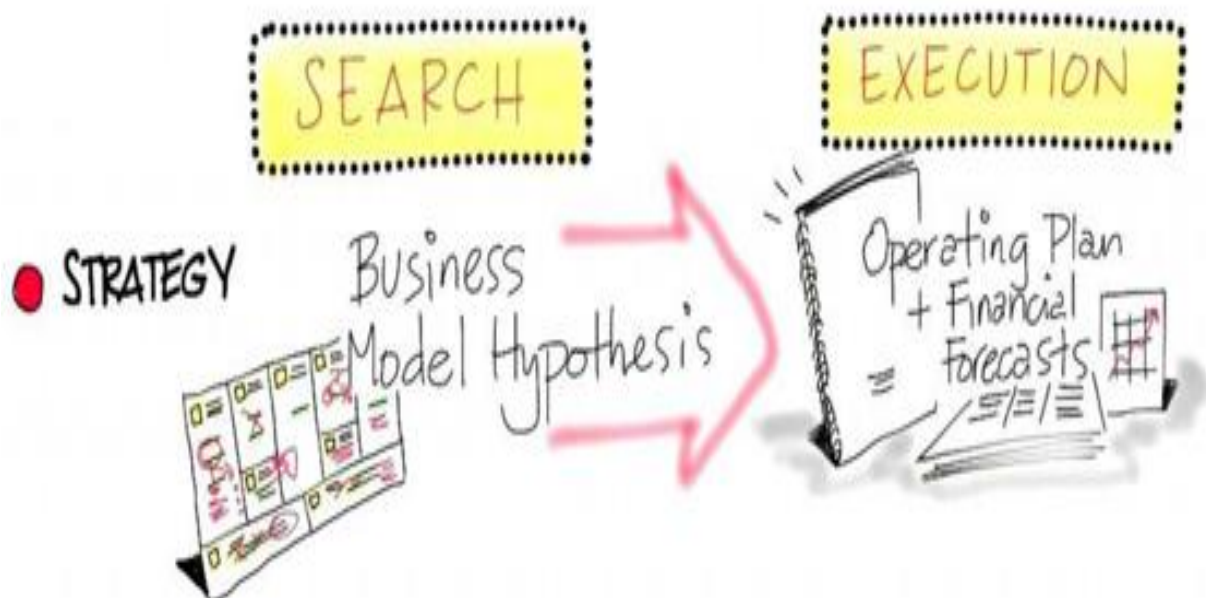 SEARCH
EXECUTION
STRATEGY
Business
Model Hypothesis
Operating Plan
+ Financial
Forecasts